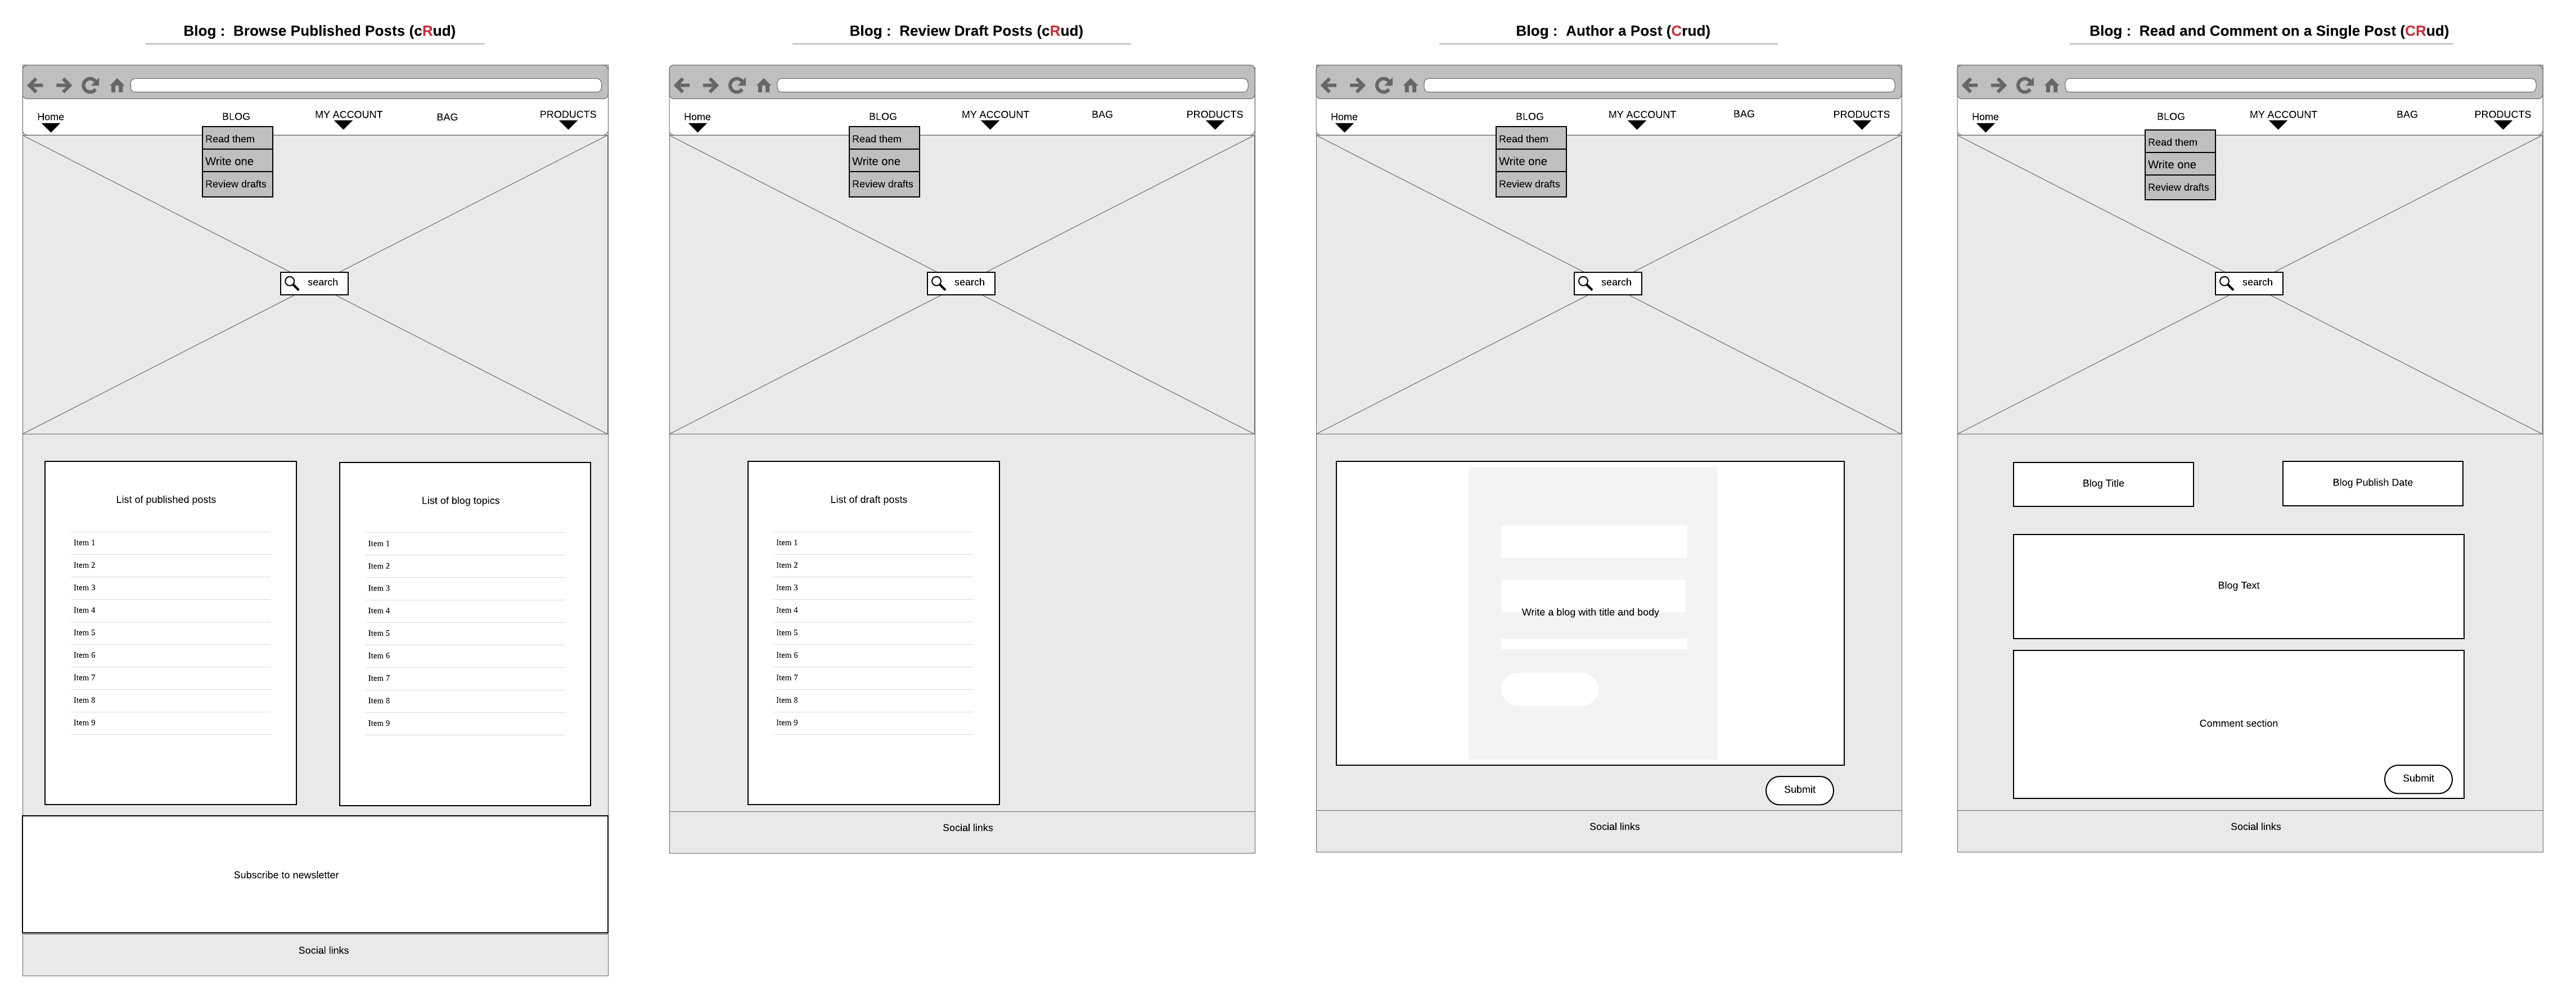 Blog :  Browse Published Posts (cRud)
Home
BLOG
MY ACCOUNT
BAG
PRODUCTS
Read them
Write one
Review drafts
search
List of published posts
Item 1
Item 2
Item 3
Item 4
Item 5
Item 6
Item 7
Item 8
Item 9
List of blog topics
Item 1
Item 2
Item 3
Item 4
Item 5
Item 6
Item 7
Item 8
Item 9
Subscribe to newsletter
Social links
Blog :  Review Draft Posts (cRud)
Home
BLOG
MY ACCOUNT
BAG
PRODUCTS
Read them
Write one
Review drafts
search
List of draft posts
Item 1
Item 2
Item 3
Item 4
Item 5
Item 6
Item 7
Item 8
Item 9
Social links
Blog :  Author a Post (Crud)
Home
BLOG
MY ACCOUNT
BAG
PRODUCTS
Read them
Write one
Review drafts
search
Write a blog with title and body
Submit
Social links
Blog :  Read and Comment on a Single Post (CRud)
Home
BLOG
MY ACCOUNT
BAG
PRODUCTS
Read them
Write one
Review drafts
search
Blog Title
Blog Publish Date
Blog Text
Comment section
Submit
Social links